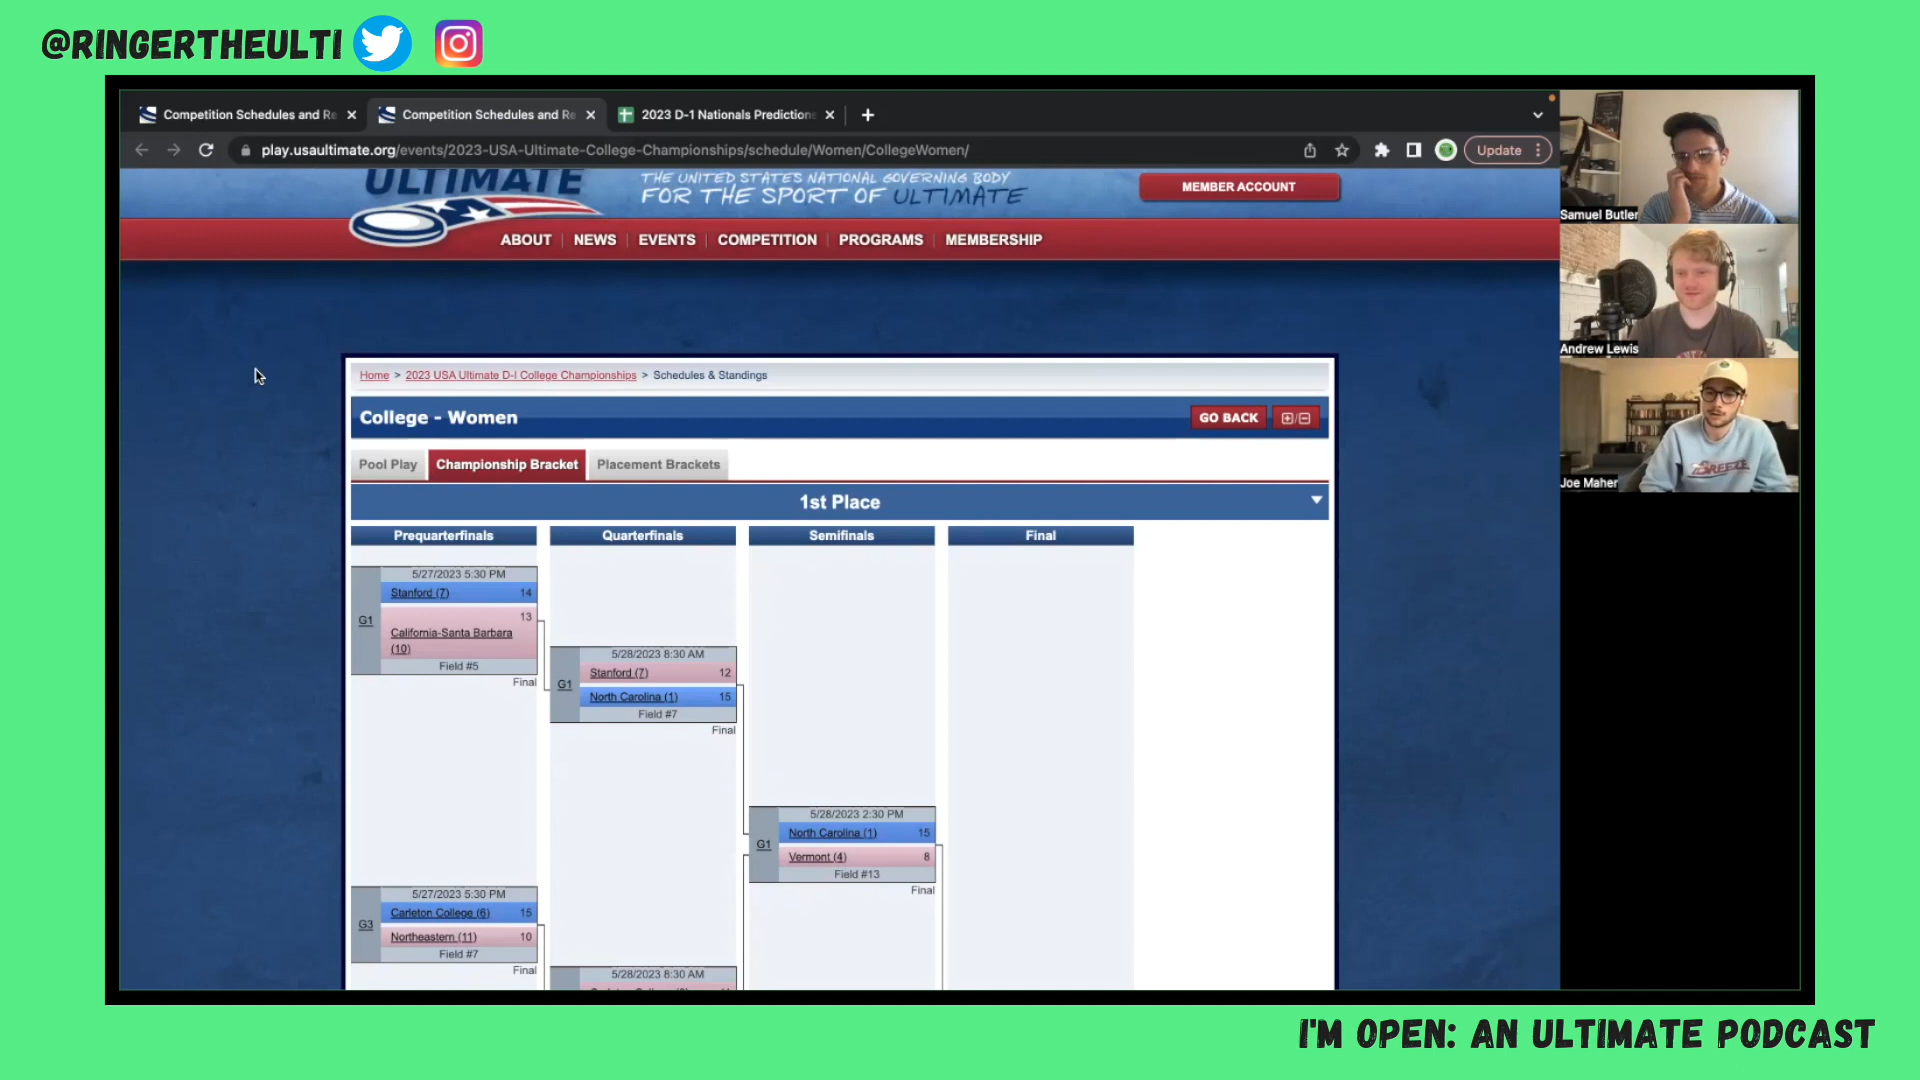 @RINGERTHEULTI
Competition Schedules and Re
Competition Schedules and Re
2023 D-1 Nationals Predictions
play.usaultimate.org/events/2023-USA-Ultimate-College-Championships/schedule/Women/CollegeWomen/
Update
ULTIMATE
THE UNITED STATES NATIONAL GOVERNING BODY
FOR THE SPORT OF ULTIMATE
MEMBER ACCOUNT
ABOUT NEWS EVENTS COMPETITION PROGRAMS MEMBERSHIP
Samuel Butler
Andrew Lewis
BREEZE
Joe Maher
Home > 2023 USA Ultimate D-I College Championships > Schedules & Standings
College - Women
GO BACK
Pool Play Championship Bracket Placement Brackets
1st Place
Prequarterfinals Quarterfinals Semifinals Final
5/27/2023 5:30 PM
G1
Stanford (7) 14
13
California-Santa Barbara
(10)
Field #5
Final
5/28/2023 8:30 AM
G1
Stanford (7) 12
North Carolina (1) 15
Field #7
Final
5/28/2023 2:30 PM
G1
North Carolina (1) 15
Vermont (4) 8
Field #13
Final
5/27/2023 5:30 PM
G3
Carleton College (6) 15
Northeastern (11) 10
Field #7
Final
5/28/2023 8:30 AM
I'M OPEN: AN ULTIMATE PODCAST